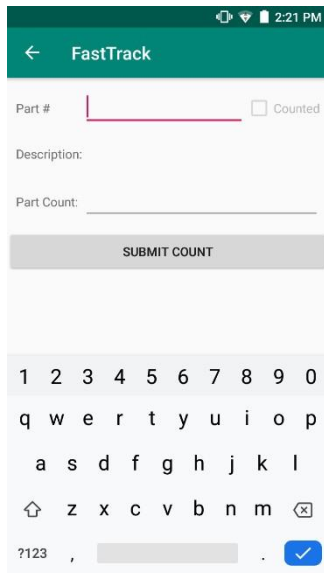 2:21 PM
FastTrack
Part #
Counted
Description:
Part Count:
SUBMIT COUNT
1 2 3 4 5 6 7 8 9 0
q w e r t y u i o p
a s d f g h j k l
z x c v b n m
?123 , .